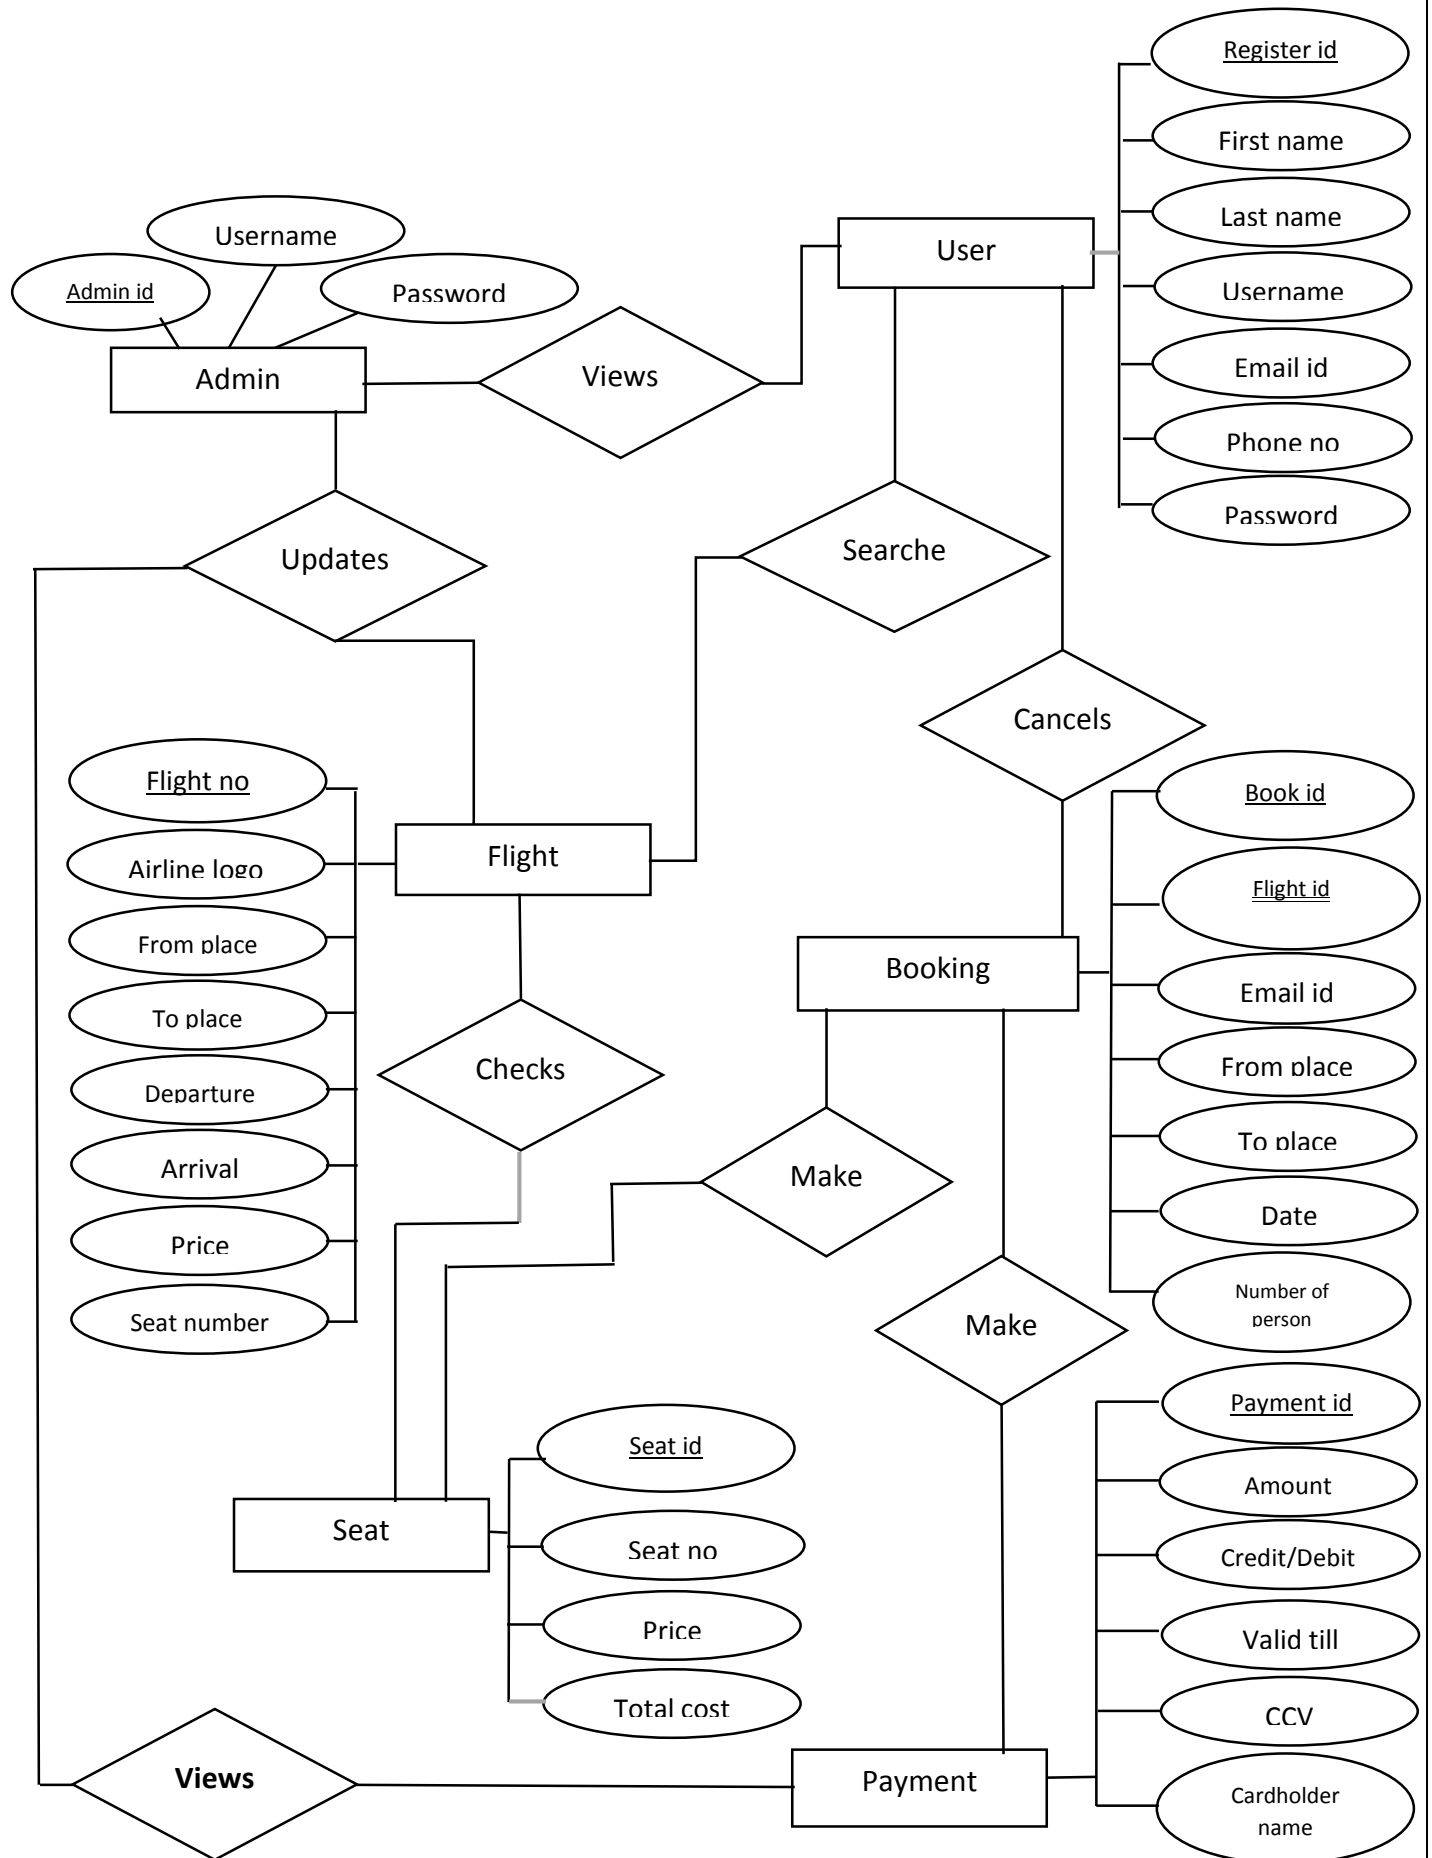 Register id
First name
Last name
Username
Email id
Phone no
Password
User
Username
Admin id
Password
Admin
Views
Updates
Searche
Cancels
Flight no
Airline logo
From place
To place
Departure
Arrival
Price
Seat number
Flight
Checks
Book id
Flight id
Email id
From place
To place
Date
Number of
person
Booking
Make
Make
Seat id
Seat no
Price
Total cost
Seat
Payment id
Amount
Credit/Debit
Valid till
CCV
Cardholder
name
Views
Payment